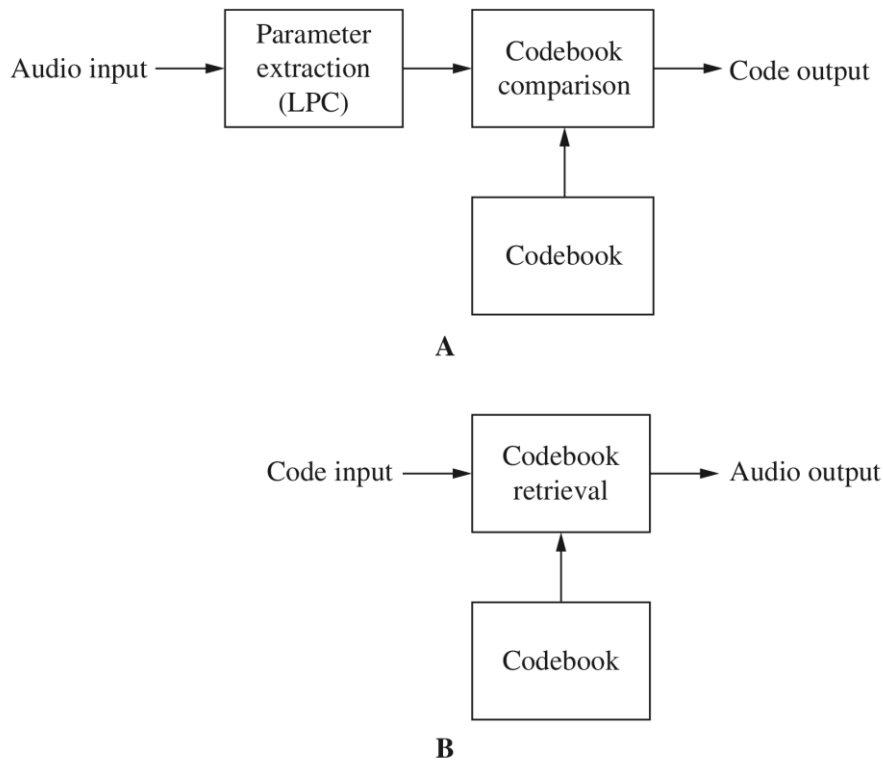 Audio input
Parameter
extraction
(LPC)
Codebook
comparison
Code output
Codebook
A
Code input
Codebook
retrieval
Audio output
Codebook
B